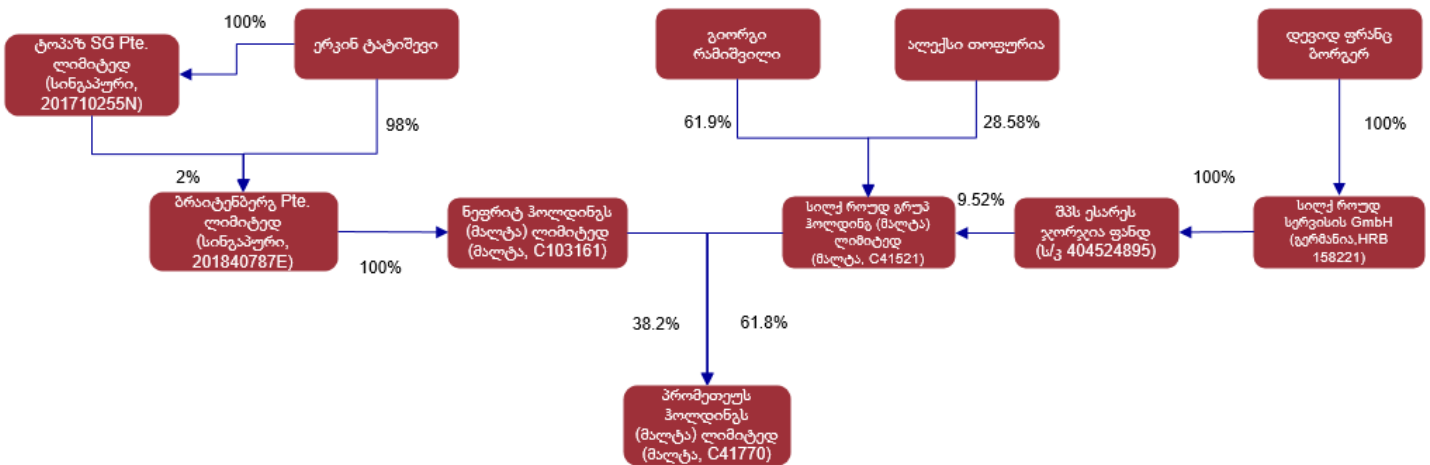 100%
ტოპაზ SG Pte.
ლიმიტედ
(სინგაპური,
201710255N)
ერკინ ტატიშევი
გიორგი
რამიშვილი
ალექსი თოფურია
დევიდ ფრანც
ბორგერ
98%
61.9%
28.58%
100%
2%
ბრაიტენბერგ Pte.
ლიმიტედ
(სინგაპური,
201840787E)
100%
ნეფრიტ ჰოლდინგს
(მალტა) ლიმიტედ
(მალტა, C103161)
სილქ როუდ გრუპ
ჰოლდინგ (მალტა)
ლიმიტედ
(მალტა, C41521)
9.52%
შპს ესარეს
ჯორჯია ფანდ
(ს/კ 404524895)
100%
სილქ როუდ
სერვისის GmbH
(გერმანია,HRB
158221)
38.2%
61.8%
პრომეთეუს
ჰოლდინგს
(მალტა) ლიმიტედ
(მალტა, C41770)